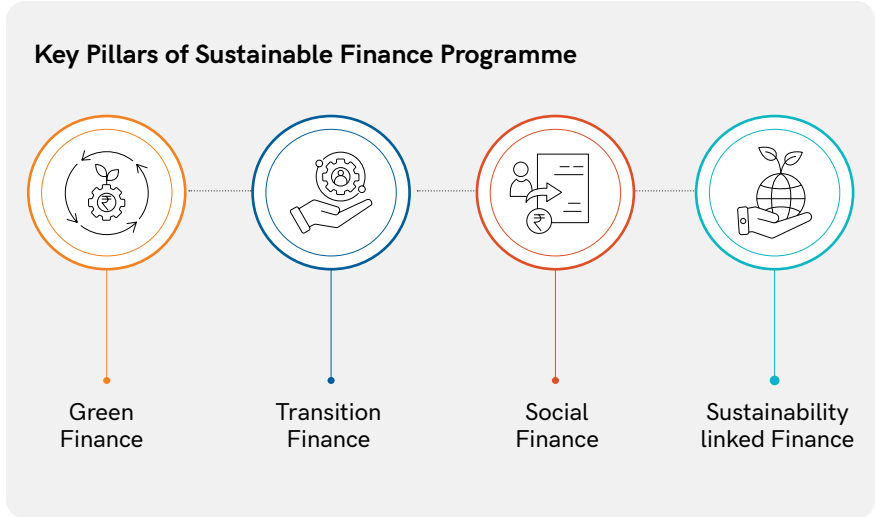 Key Pillars of Sustainable Finance Programme
₹
₹
Green
Finance
Transition
Finance
Social
Finance
Sustainability
linked Finance